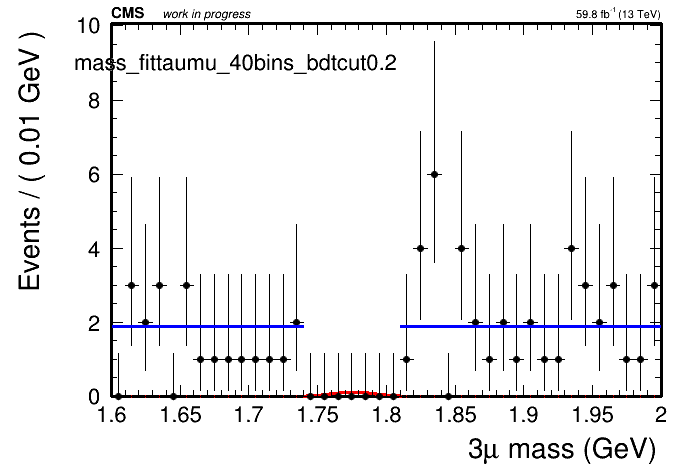 CMS work in progress 59.8 fb⁻¹ (13 TeV)
mass_fittaumu_40bins_bdtcut0.2
Events / ( 0.01 GeV )
10
8
6
4
2
0
1.6 1.65 1.7 1.75 1.8 1.85 1.9 1.95 2
3μ mass (GeV)